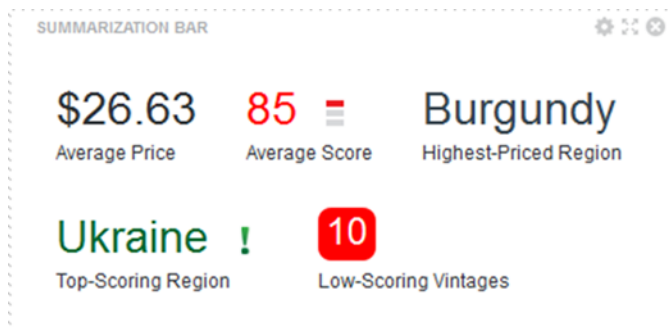 SUMMARIZATION BAR
$26.63 85 Burgundy
Average Price Average Score Highest-Priced Region
Ukraine ! 10
Top-Scoring Region Low-Scoring Vintages